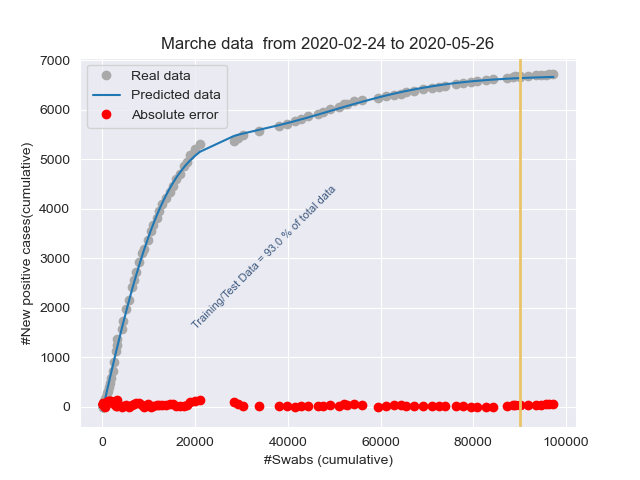 Marche data  from 2020-02-24 to 2020-05-26
7000
6000
5000
4000
3000
2000
1000
0
#New positive cases(cumulative)
Real data
Predicted data
Absolute error
Training/Test Data = 93.0 % of total data
0 20000 40000 60000 80000 100000
#Swabs (cumulative)